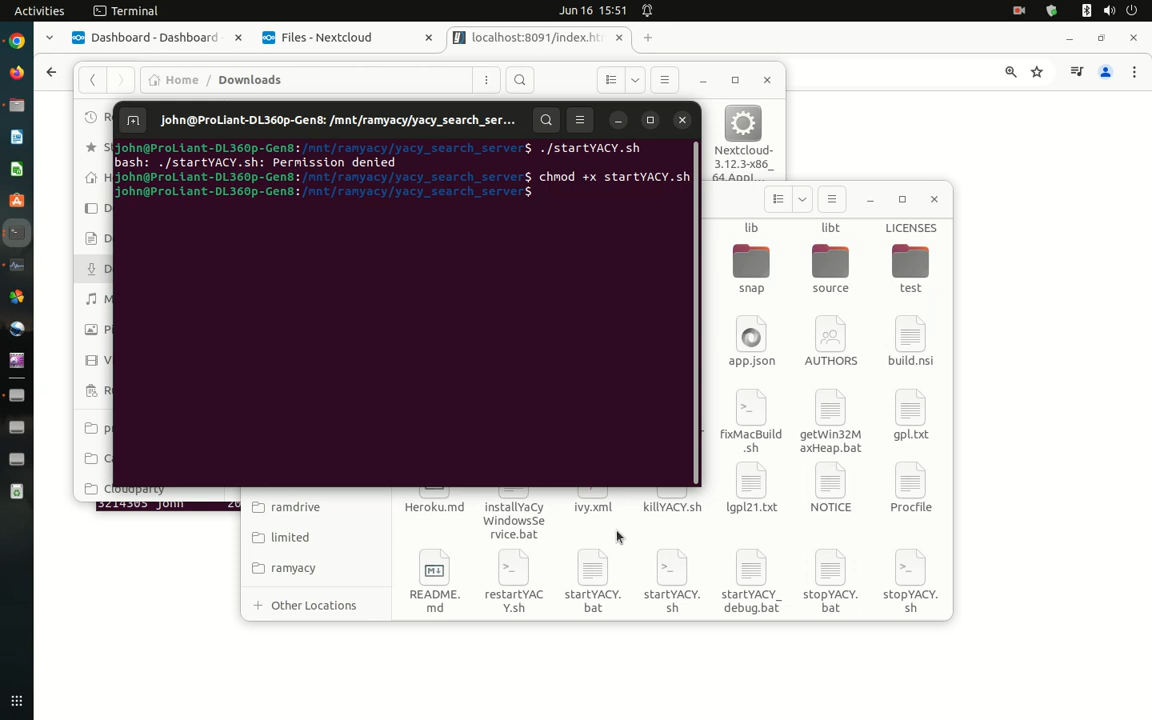 Activities
Terminal
Jun 16 15:51
Dashboard - Dashboard
Files - Nextcloud
localhost:8091/index.ht
Home / Downloads
Nextcloud-
3.12.3-x86_
64.AppI
john@ProLiant-DL360p-Gen8: /mnt/ramyacy/yacy_search_ser...
john@ProLiant-DL360p-Gen8:/mnt/ramyacy/yacy_search_server$ ./startYACY.sh
bash: ./startYACY.sh: Permission denied
john@ProLiant-DL360p-Gen8:/mnt/ramyacy/yacy_search_server$ chmod +x startYACY.sh
john@ProLiant-DL360p-Gen8:/mnt/ramyacy/yacy_search_server$
lib
libt
LICENSES
snap
source
test
app.json
AUTHORS
build.nsi
fixMacBuild
.sh
getWin32M
axHeap.bat
gpl.txt
Cloudparty
3214305 john 20
ramdrive
limited
ramyacy
Other Locations
Heroku.md
installYaCy
WindowsSe
rvice.bat
ivy.xml
killYACY.sh
lgpl21.txt
NOTICE
Procfile
README.
md
restartYAC
Y.sh
startYACY.
bat
startYACY.
sh
startYACY_
debug.bat
stopYACY.
bat
stopYACY.
sh